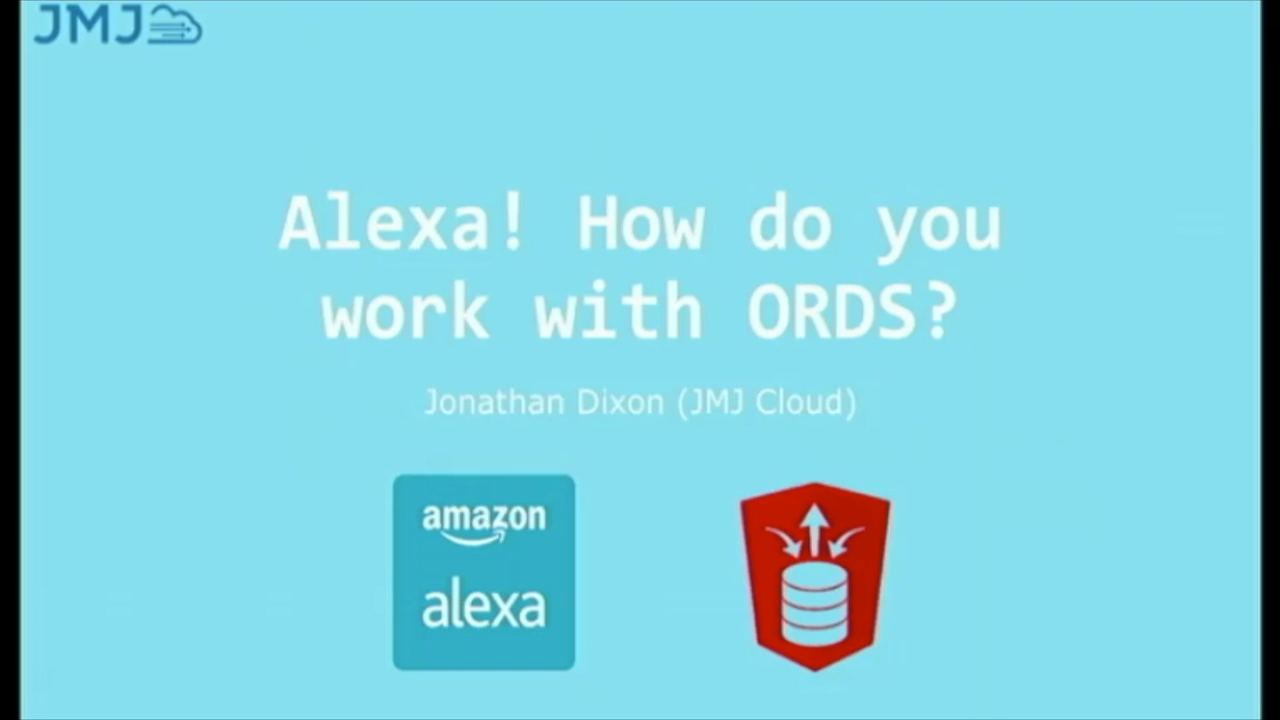 JMJ
Alexa! How do you
work with ORDS?
Jonathan Dixon (JMJ Cloud)
amazon
alexa